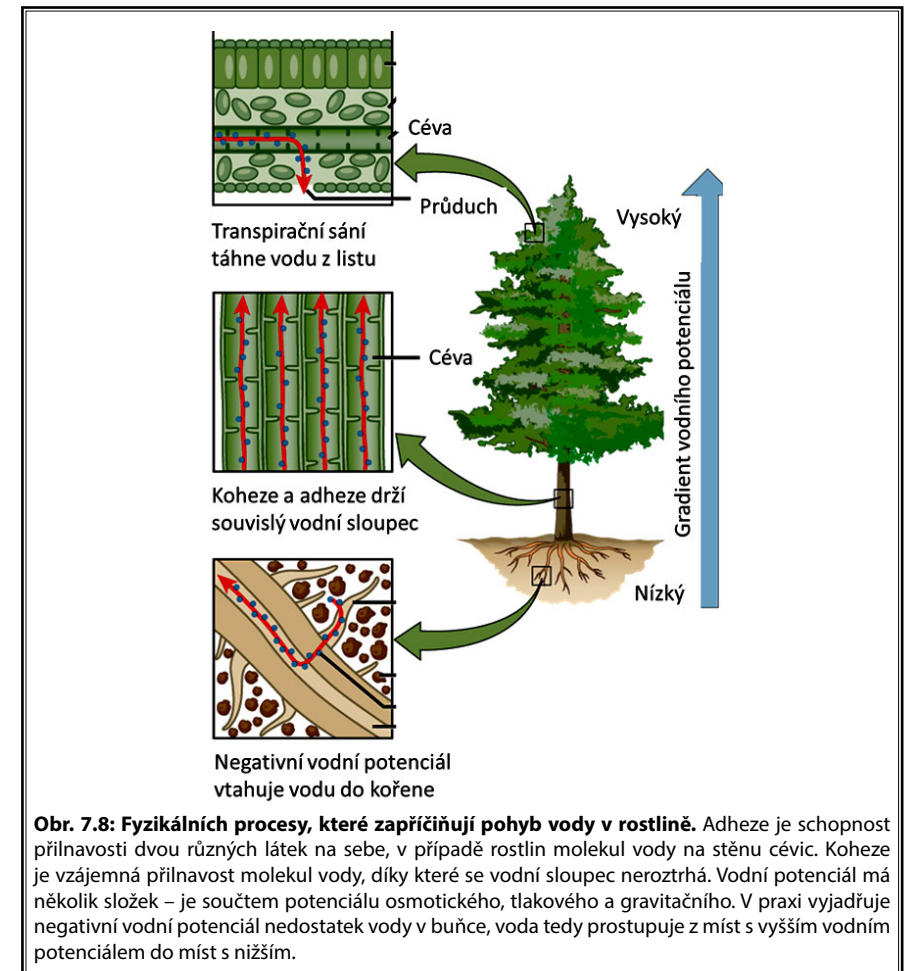 Céva
Průduch
Transpirační sání
táhne vodu z listu
Vysoký
Gradient vodního potenciálu
Céva
Koheze a adheze drží
souvislý vodní sloupec
Nízký
Negativní vodní potenciál
vtahuje vodu do kořene
Obr. 7.8: Fyzikálních procesy, které zapříčiňují pohyb vody v rostlině. Adheze je schopnost
přilnavosti dvou různých látek na sebe, v případě rostlin molekul vody na stěnu cévic. Koheze
je vzájemná přilnavost molekul vody, díky které se vodní sloupec neroztrhá. Vodní potenciál má
několik složek – je součtem potenciálu osmotického, tlakového a gravitačního. V praxi vyjadřuje
negativní vodní potenciál nedostatek vody v buňce, voda tedy prostupuje z míst s vyšším vodním
potenciálem do míst s nižším.